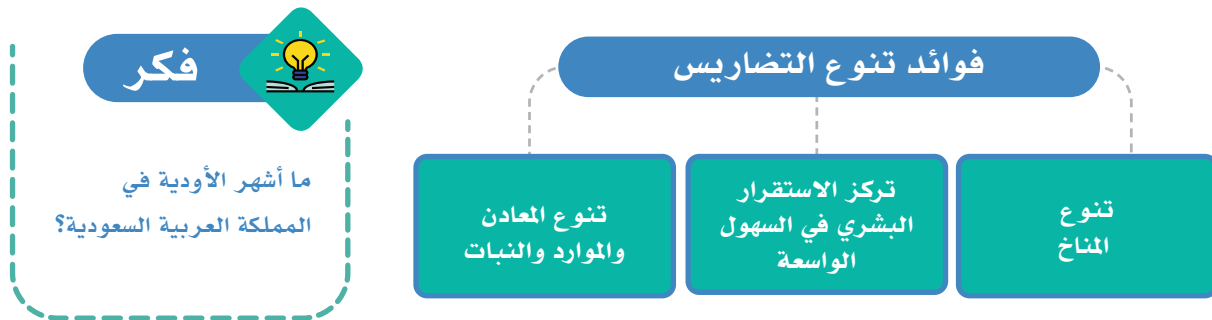 فوائد تنوع التضاريس
تنوع
المناخ
تركز الاستقرار
البشري في السهول
الواسعة
تنوع المعادن
والموارد والنبات
فكر
ما أشهر الأودية في
المملكة العربية السعودية؟